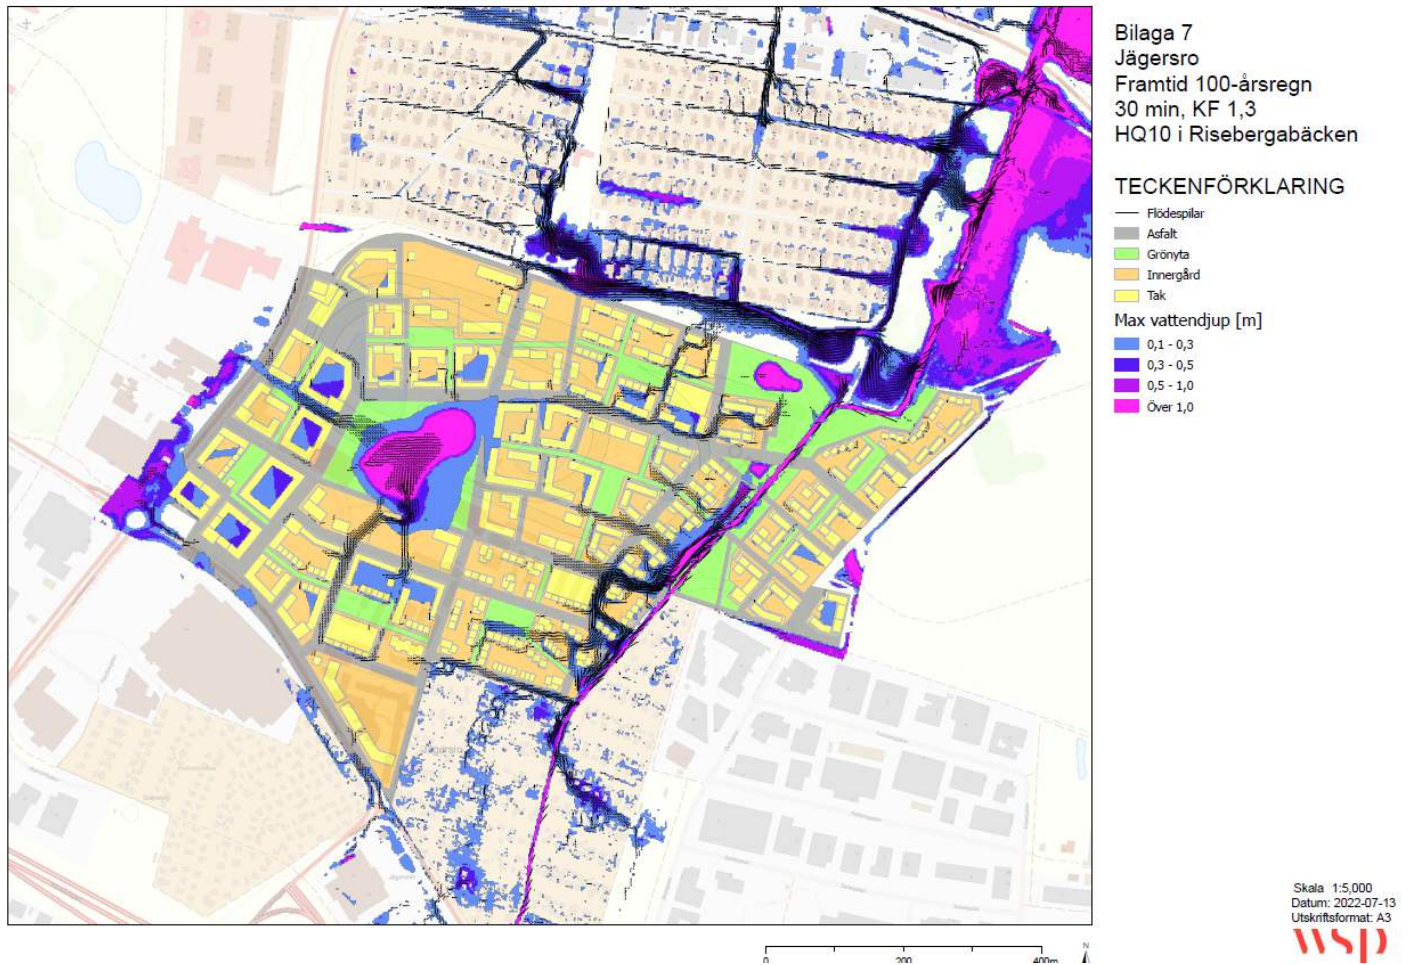 Bilaga 7
Jägersro
Framtid 100-årsregn
30 min, KF 1,3
HQ10 i Risebergabäcken
TECKENFÖRKLARING
Flödespilar
Asfalt
Grönyta
Innergård
Tak
Max vattendjup [m]
0,1 - 0,3
0,3 - 0,5
0,5 - 1,0
Över 1,0
Jägersro
Skala 1:5,000
Datum: 2022-07-13
Utskriftsformat: A3
wsp
N
0 200 400m